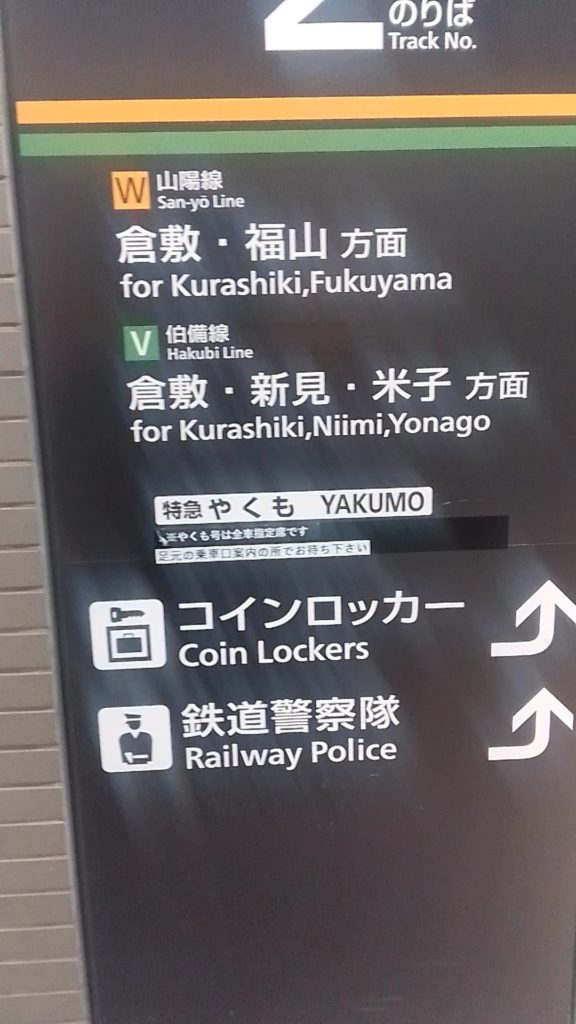 2 のりば
Track No.
W 山陽線
San-yō Line
倉敷・福山 方面
for Kurashiki,Fukuyama
V 伯備線
Hakubi Line
倉敷・新見・米子 方面
for Kurashiki,Niimi,Yonago
特急やくも YAKUMO
※やくも号は全車指定席です
足元の乗車口案内の所でお待ち下さい
コインロッカー
Coin Lockers
鉄道警察隊
Railway Police